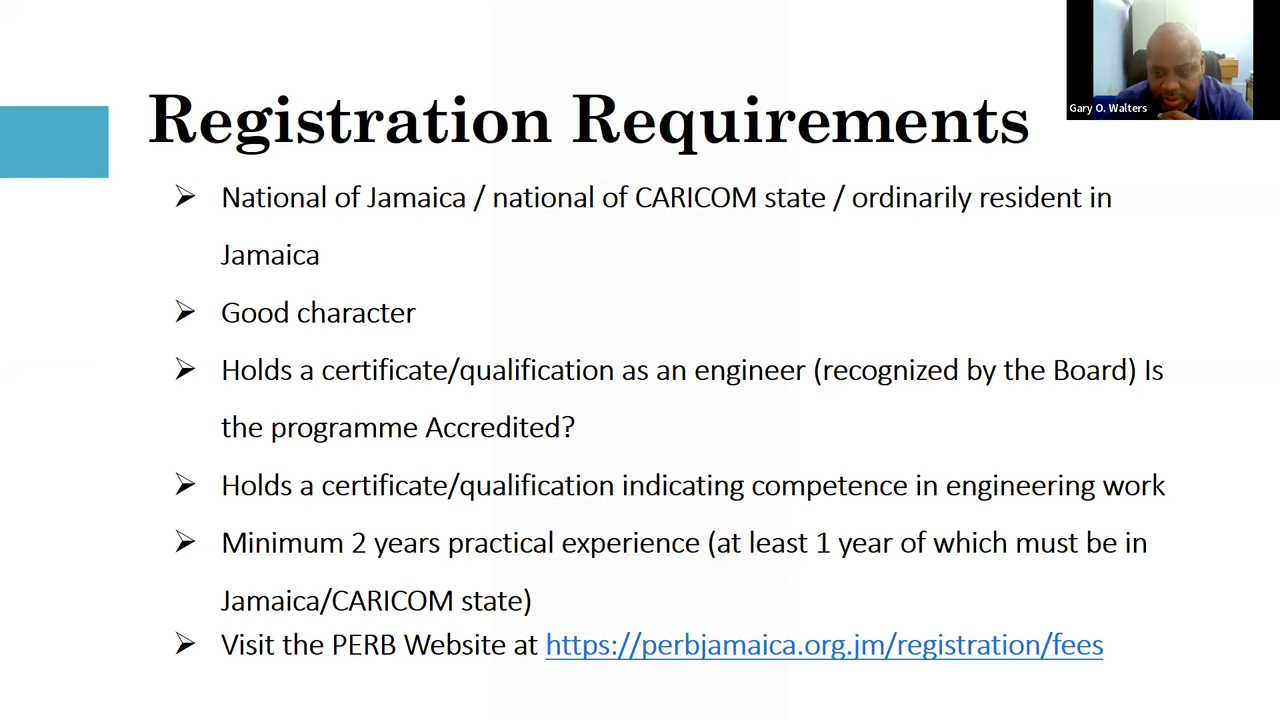 Gary O. Walters
Registration Requirements
➢ National of Jamaica / national of CARICOM state / ordinarily resident in
Jamaica
➢ Good character
➢ Holds a certificate/qualification as an engineer (recognized by the Board) Is
the programme Accredited?
➢ Holds a certificate/qualification indicating competence in engineering work
➢ Minimum 2 years practical experience (at least 1 year of which must be in
Jamaica/CARICOM state)
➢ Visit the PERB Website at https://perbjamaica.org.jm/registration/fees